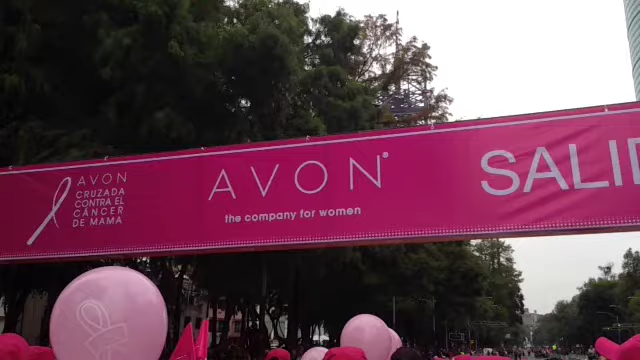 AVON
CRUZADA
CONTRA EL
CÁNCER
DE MAMA
AVON
the company for women
SALID